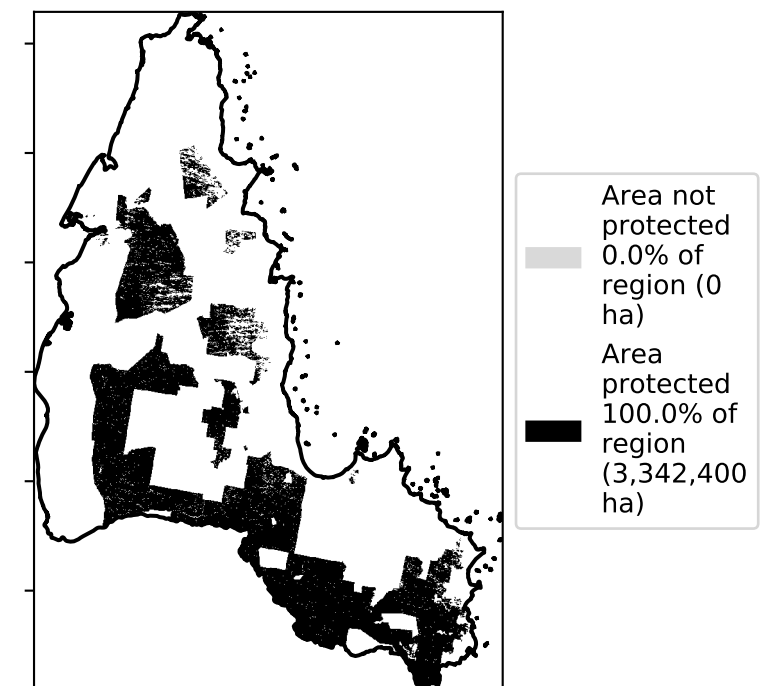 Area not
protected
0.0% of
region (0
ha)
Area
protected
100.0% of
region
(3,342,400
ha)